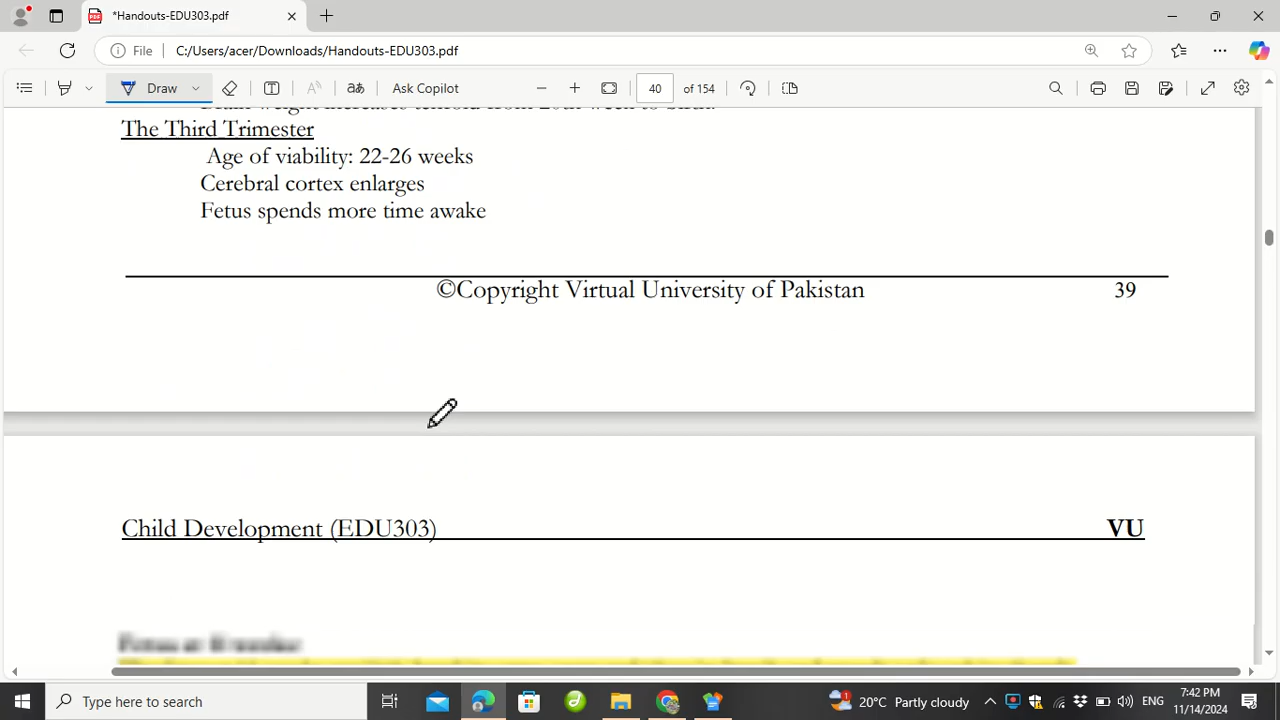 *Handouts-EDU303.pdf
File C:/Users/acer/Downloads/Handouts-EDU303.pdf
Draw Ask Copilot 40 of 154
The Third Trimester
Age of viability: 22-26 weeks
Cerebral cortex enlarges
Fetus spends more time awake
©Copyright Virtual University of Pakistan 39
Child Development (EDU303) VU
Type here to search
20°C Partly cloudy ENG
7:42 PM
11/14/2024